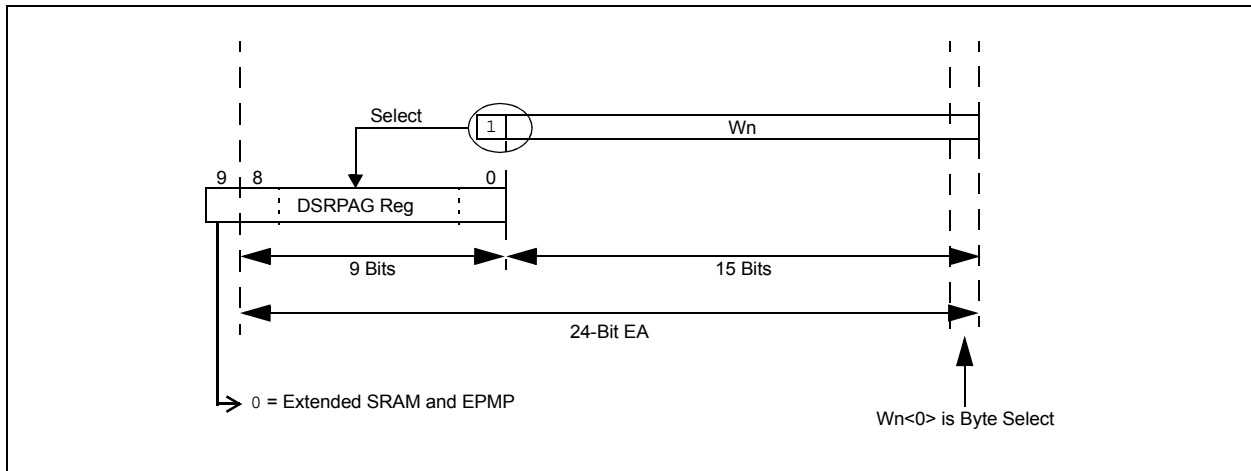 Select
1
Wn
9 8 0
DSRPAG Reg
9 Bits
15 Bits
24-Bit EA
0 = Extended SRAM and EPMP
Wn<0> is Byte Select